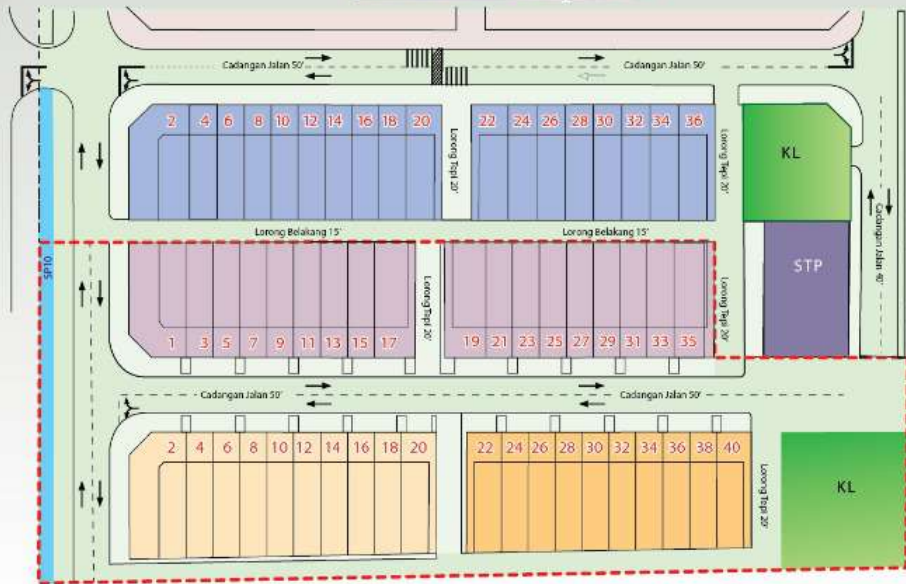 Cadangan Jalan 50'
Cadangan Jalan 50'
2 4 6 8 10 12 14 16 18 20
22 24 26 28 30 32 34 36
Lorong Tepi 20'
Lorong Tepi 20'
KL
Cadangan Jalan 40'
Lorong Belakang 15'
Lorong Belakang 15'
SP10
STP
Lorong Tepi 20'
Lorong Tepi 20'
1 3 5 7 9 11 13 15 17
19 21 23 25 27 29 31 33 35
Cadangan Jalan 50'
Cadangan Jalan 50'
2 4 6 8 10 12 14 16 18 20
22 24 26 28 30 32 34 36 38 40
Lorong Tepi 20'
KL